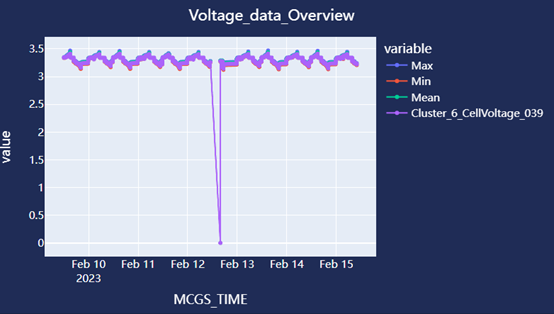 Voltage_data_Overview
variable
Max
Min
Mean
Cluster_6_CellVoltage_039
value
3.5
3
2.5
2
1.5
1
0.5
0
Feb 10
2023
Feb 11
Feb 12
Feb 13
Feb 14
Feb 15
MCGS_TIME